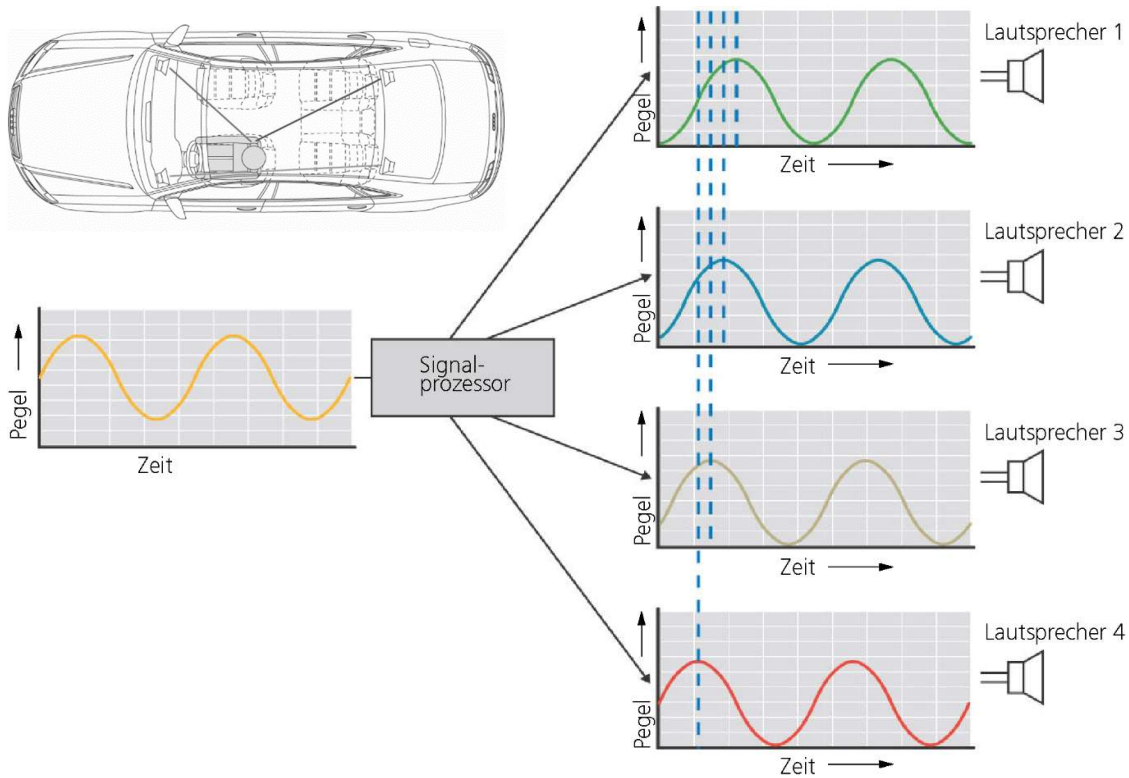 Pegel
Zeit
Lautsprecher 1
Pegel
Zeit
Lautsprecher 2
Pegel
Zeit
Signal-
prozessor
Lautsprecher 3
Pegel
Zeit
Lautsprecher 4
Pegel
Zeit